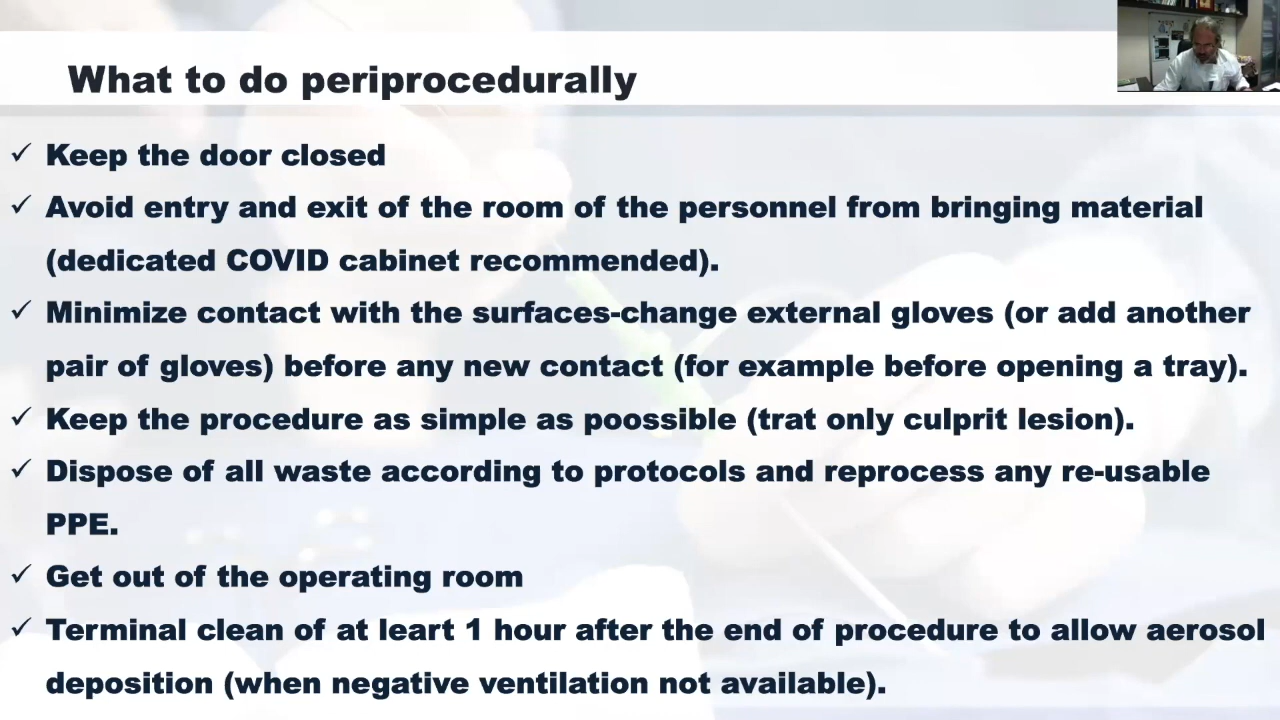 What to do periprocedurally
✓ Keep the door closed
✓ Avoid entry and exit of the room of the personnel from bringing material
(dedicated COVID cabinet recommended).
✓ Minimize contact with the surfaces-change external gloves (or add another
pair of gloves) before any new contact (for example before opening a tray).
✓ Keep the procedure as simple as poossible (trat only culprit lesion).
✓ Dispose of all waste according to protocols and reprocess any re-usable
PPE.
✓ Get out of the operating room
✓ Terminal clean of at leart 1 hour after the end of procedure to allow aerosol
deposition (when negative ventilation not available).